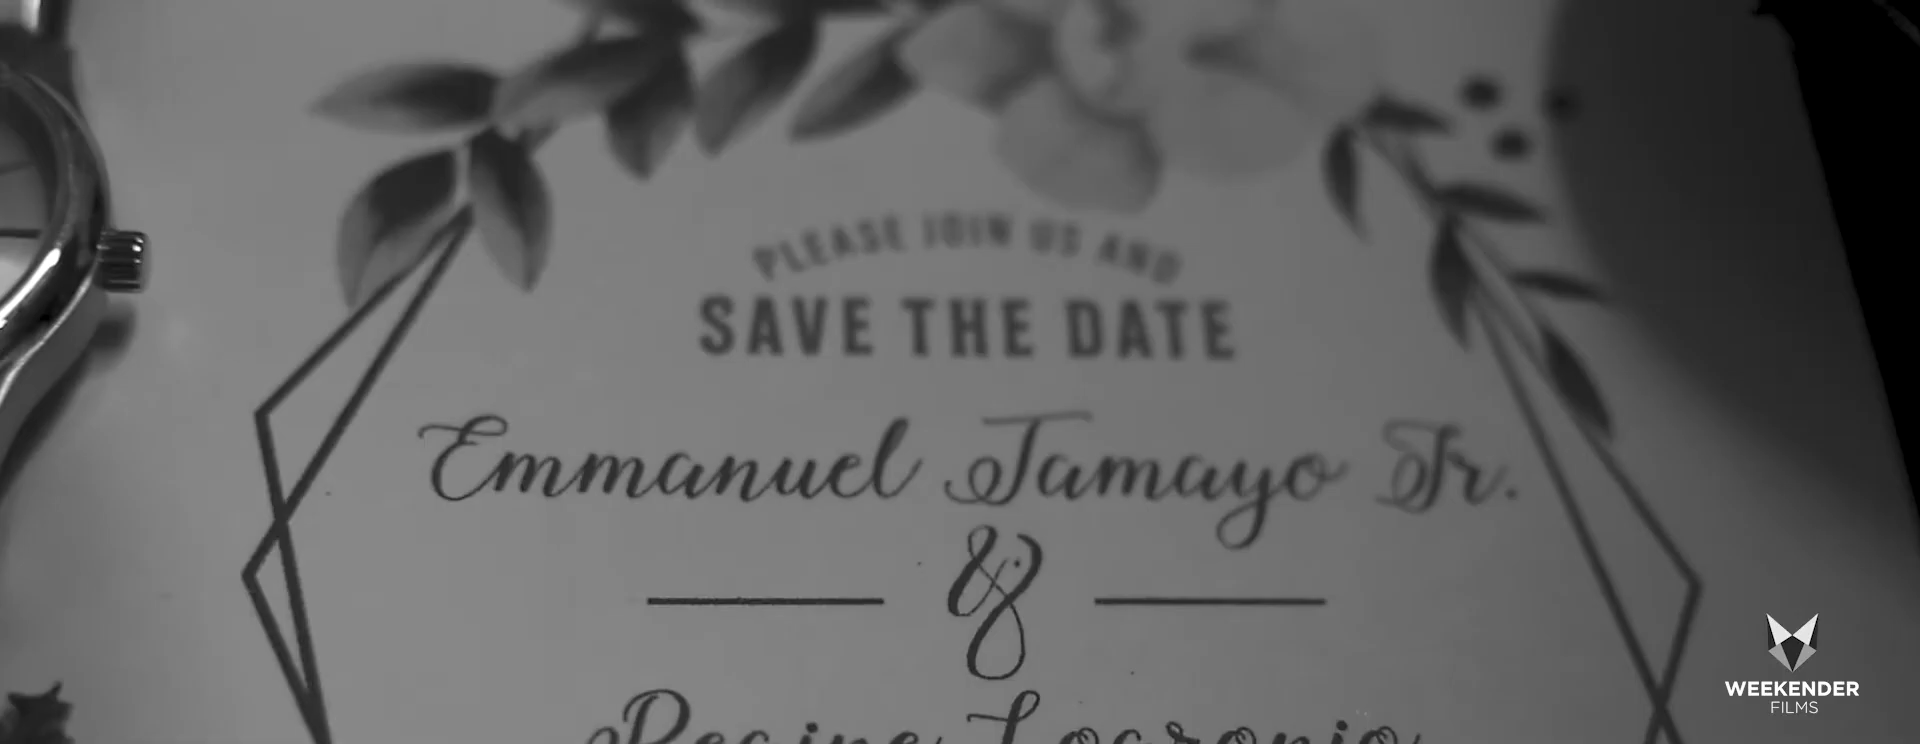 PLEASE JOIN US AND
SAVE THE DATE
Emmanuel Tamayo Jr.
&
WEEKENDER
FILMS